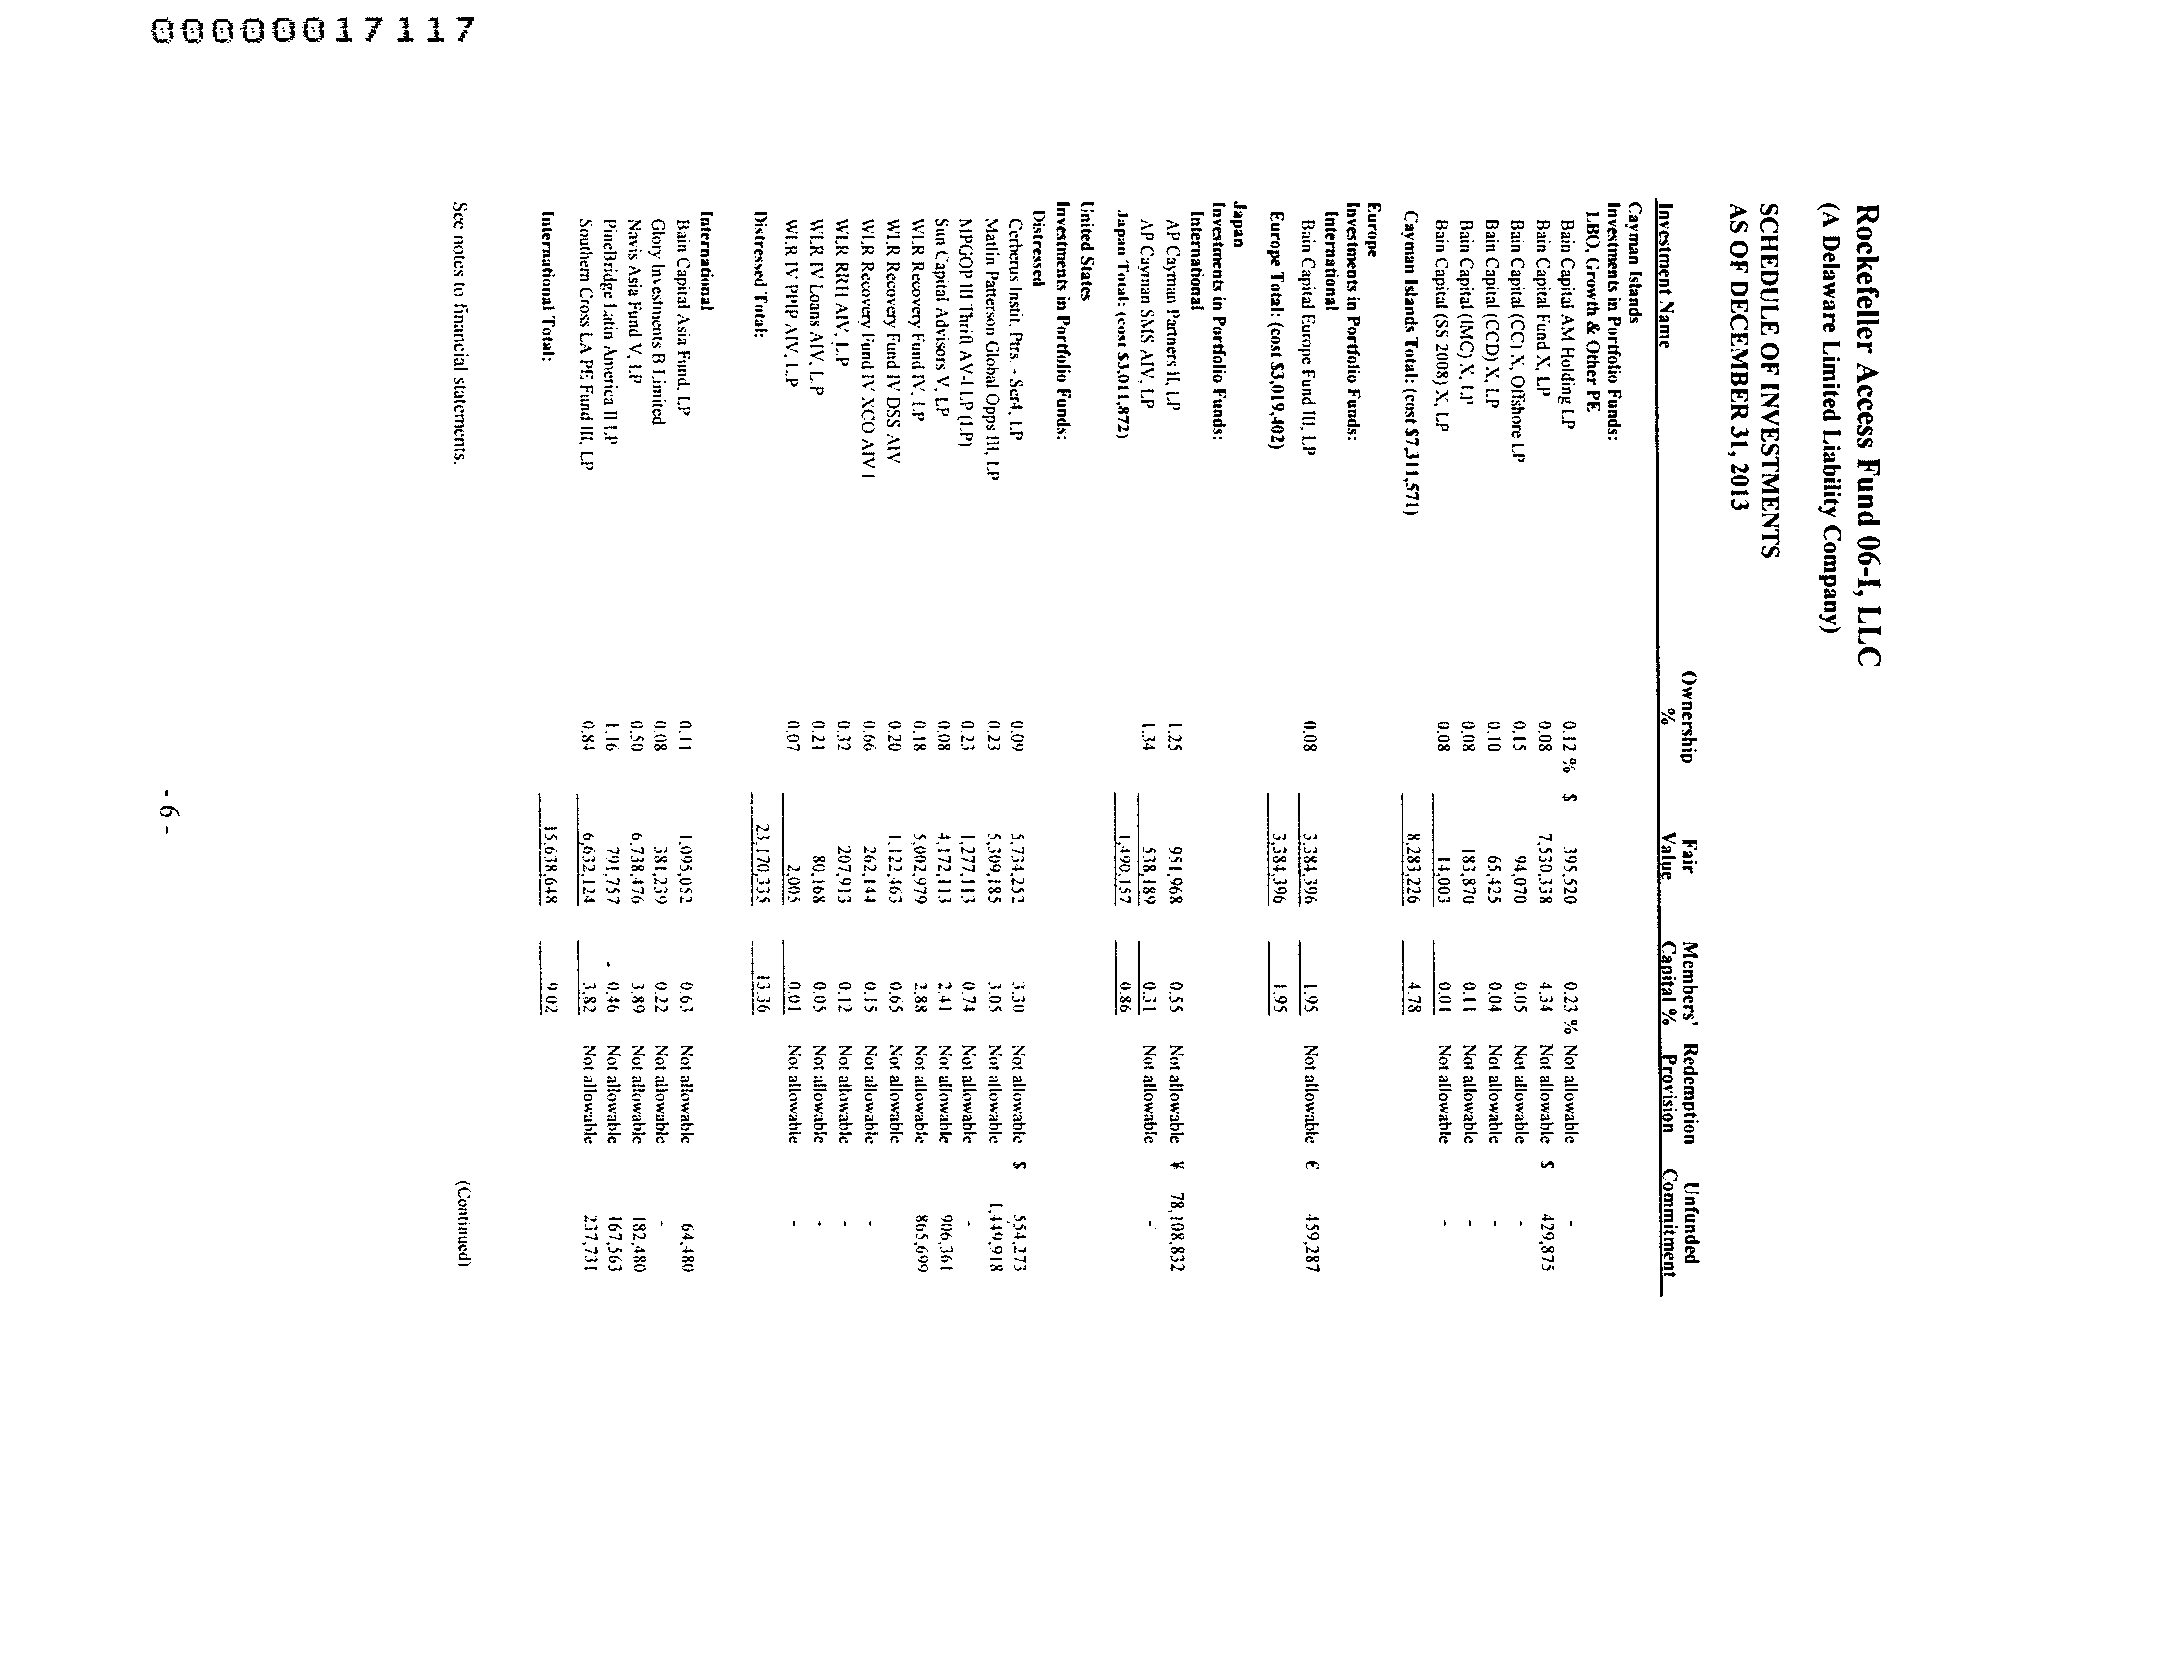 00000017117
Rockefeller Access Fund 06-I, LLC
(A Delaware Limited Liability Company)
SCHEDULE OF INVESTMENTS
AS OF DECEMBER 31, 2013
Ownership Fair Members' Redemption Unfunded
Investment Name % Value Capital % Provision Commitment
Cayman Islands
Investments in Portfolio Funds:
LBO, Growth & Other PE
Bain Capital AM Holding LP 0.12 % $ 395,520 0.23 % Not allowable -
Bain Capital Fund X, LP 0.08 7,530,338 4.34 Not allowable $ 429,875
Bain Capital (CC) X, Offshore LP 0.15 94,070 0.05 Not allowable -
Bain Capital (CCD) X, LP 0.10 65,425 0.04 Not allowable -
Bain Capital (IMC) X, LP 0.08 183,870 0.11 Not allowable -
Bain Capital (SS 2008) X, LP 0.08 14,003 0.01 Not allowable -
Cayman Islands Total: (cost $7,311,571) 8,283,226 4.78
Europe
Investments in Portfolio Funds:
International
Bain Capital Europe Fund III, LP 0.08 3,384,396 1.95 Not allowable € 459,287
Europe Total: (cost $3,019,402) 3,384,396 1.95
Japan
Investments in Portfolio Funds:
International
AP Cayman Partners II, LP 1.25 951,968 0.55 Not allowable ¥ 78,108,832
AP Cayman SMS AIV, LP 1.34 538,189 0.31 Not allowable -
Japan Total: (cost $3,011,872) 1,490,157 0.86
United States
Investments in Portfolio Funds:
Distressed
Cerberus Instit. Ptrs. - Ser4, LP 0.09 5,734,252 3.30 Not allowable $ 554,273
Matlin Patterson Global Opps III, LP 0.23 5,309,185 3.05 Not allowable 1,449,918
MPGOP III Thrift AV-I LP (LP) 0.23 1,277,113 0.74 Not allowable -
Sun Capital Advisors V, LP 0.08 4,172,113 2.41 Not allowable 906,361
WLR Recovery Fund IV, LP 0.18 5,002,979 2.88 Not allowable 865,699
WLR Recovery Fund IV DSS AIV 0.20 1,122,463 0.65 Not allowable
WLR Recovery Fund IV XCO AIV I 0.66 262,144 0.15 Not allowable -
WLR RRH AIV, L.P 0.32 207,913 0.12 Not allowable -
WLR IV Loans AIV, L.P 0.21 80,168 0.05 Not allowable -
WLR IV PPIP AIV, L.P 0.07 2,005 0.01 Not allowable -
Distressed Total: 23,170,335 13.36
International
Bain Capital Asia Fund, LP 0.11 1,095,052 0.63 Not allowable 64,480
Glory Investments B Limited 0.08 381,239 0.22 Not allowable -
Navis Asia Fund V, LP 0.50 6,738,476 3.89 Not allowable 182,480
PineBridge Latin America II LP 1.16 791,757 - 0.46 Not allowable 167,563
Southern Cross LA PE Fund III, LP 0.84 6,632,124 3.82 Not allowable 237,731
International Total: 15,638,648 9.02
See notes to financial statements. (Continued)
- 6 -